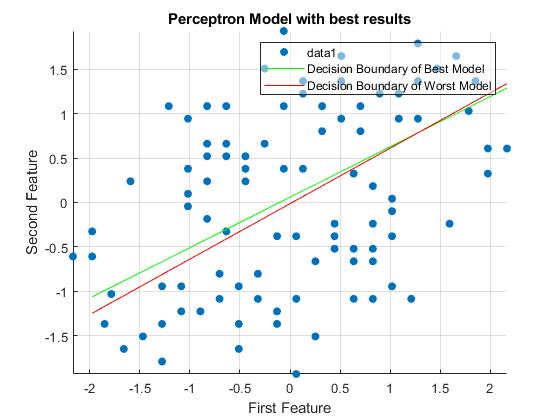 Perceptron Model with best results
data1
Decision Boundary of Best Model
Decision Boundary of Worst Model
Second Feature
1.5
1
0.5
0
-0.5
-1
-1.5
-2 -1.5 -1 -0.5 0 0.5 1 1.5 2
First Feature